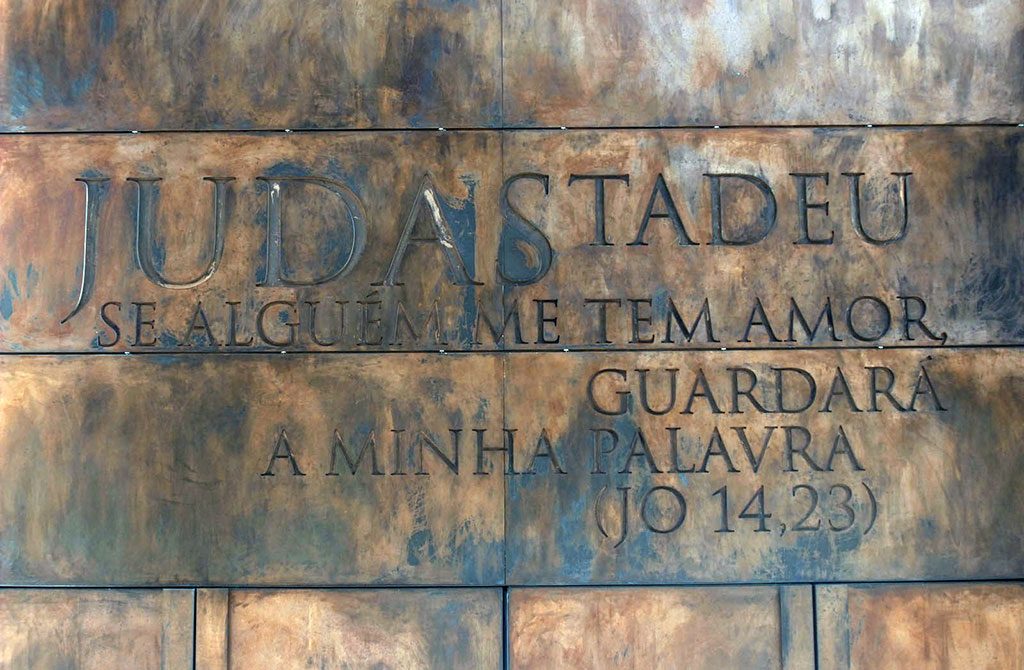 JUDAS TADEU
SE ALGUÉM ME TEM AMOR,
GUARDARÁ
A MINHA PALAVRA
(JO 14,23)